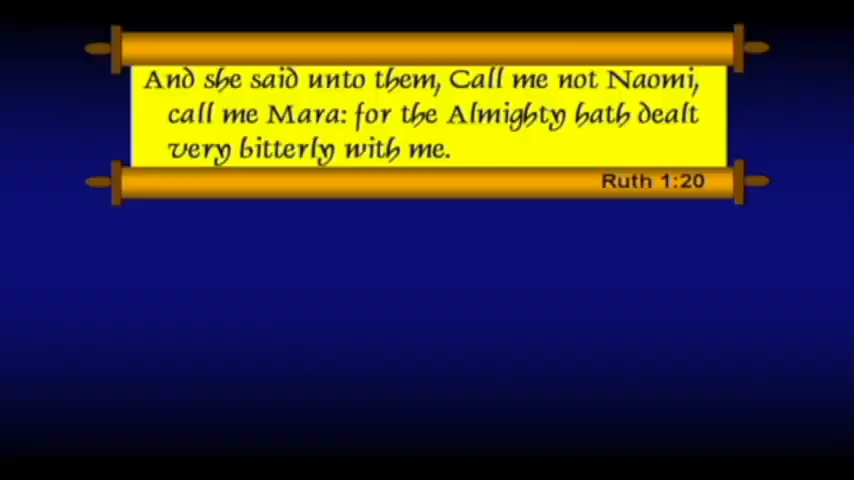 And she said unto them, Call me not Naomi,
call me Mara: for the Almighty hath dealt
very bitterly with me.
Ruth 1:20